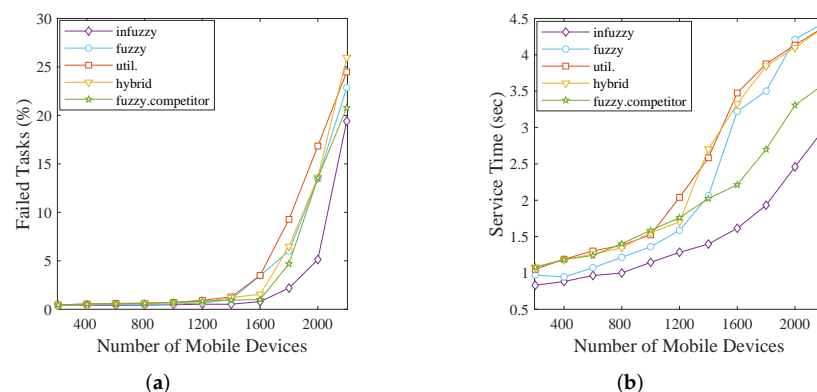 30
25
20
15
10
5
0
Failed Tasks (%)
infuzzy
fuzzy
util.
hybrid
fuzzy.competitor
400 800 1200 1600 2000
Number of Mobile Devices
(a)
4.5
4
3.5
3
2.5
2
1.5
1
0.5
Service Time (sec)
infuzzy
fuzzy
util.
hybrid
fuzzy.competitor
400 800 1200 1600 2000
Number of Mobile Devices
(b)